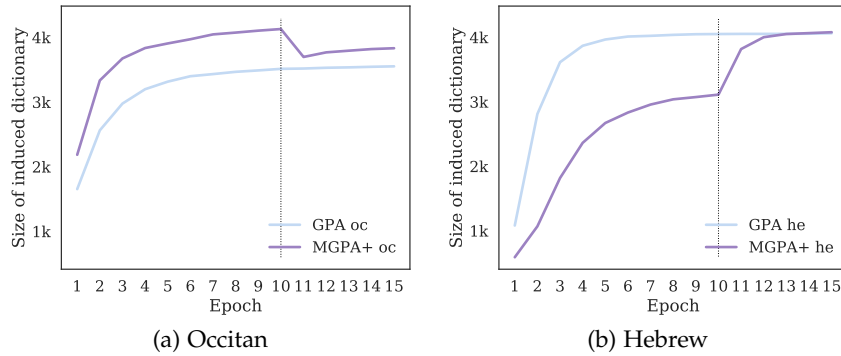 4k
3k
2k
1k
Size of induced dictionary
GPA oc
MGPA+ oc
1 2 3 4 5 6 7 8 9 10 11 12 13 14 15
Epoch
(a) Occitan
4k
3k
2k
1k
Size of induced dictionary
GPA he
MGPA+ he
1 2 3 4 5 6 7 8 9 10 11 12 13 14 15
Epoch
(b) Hebrew